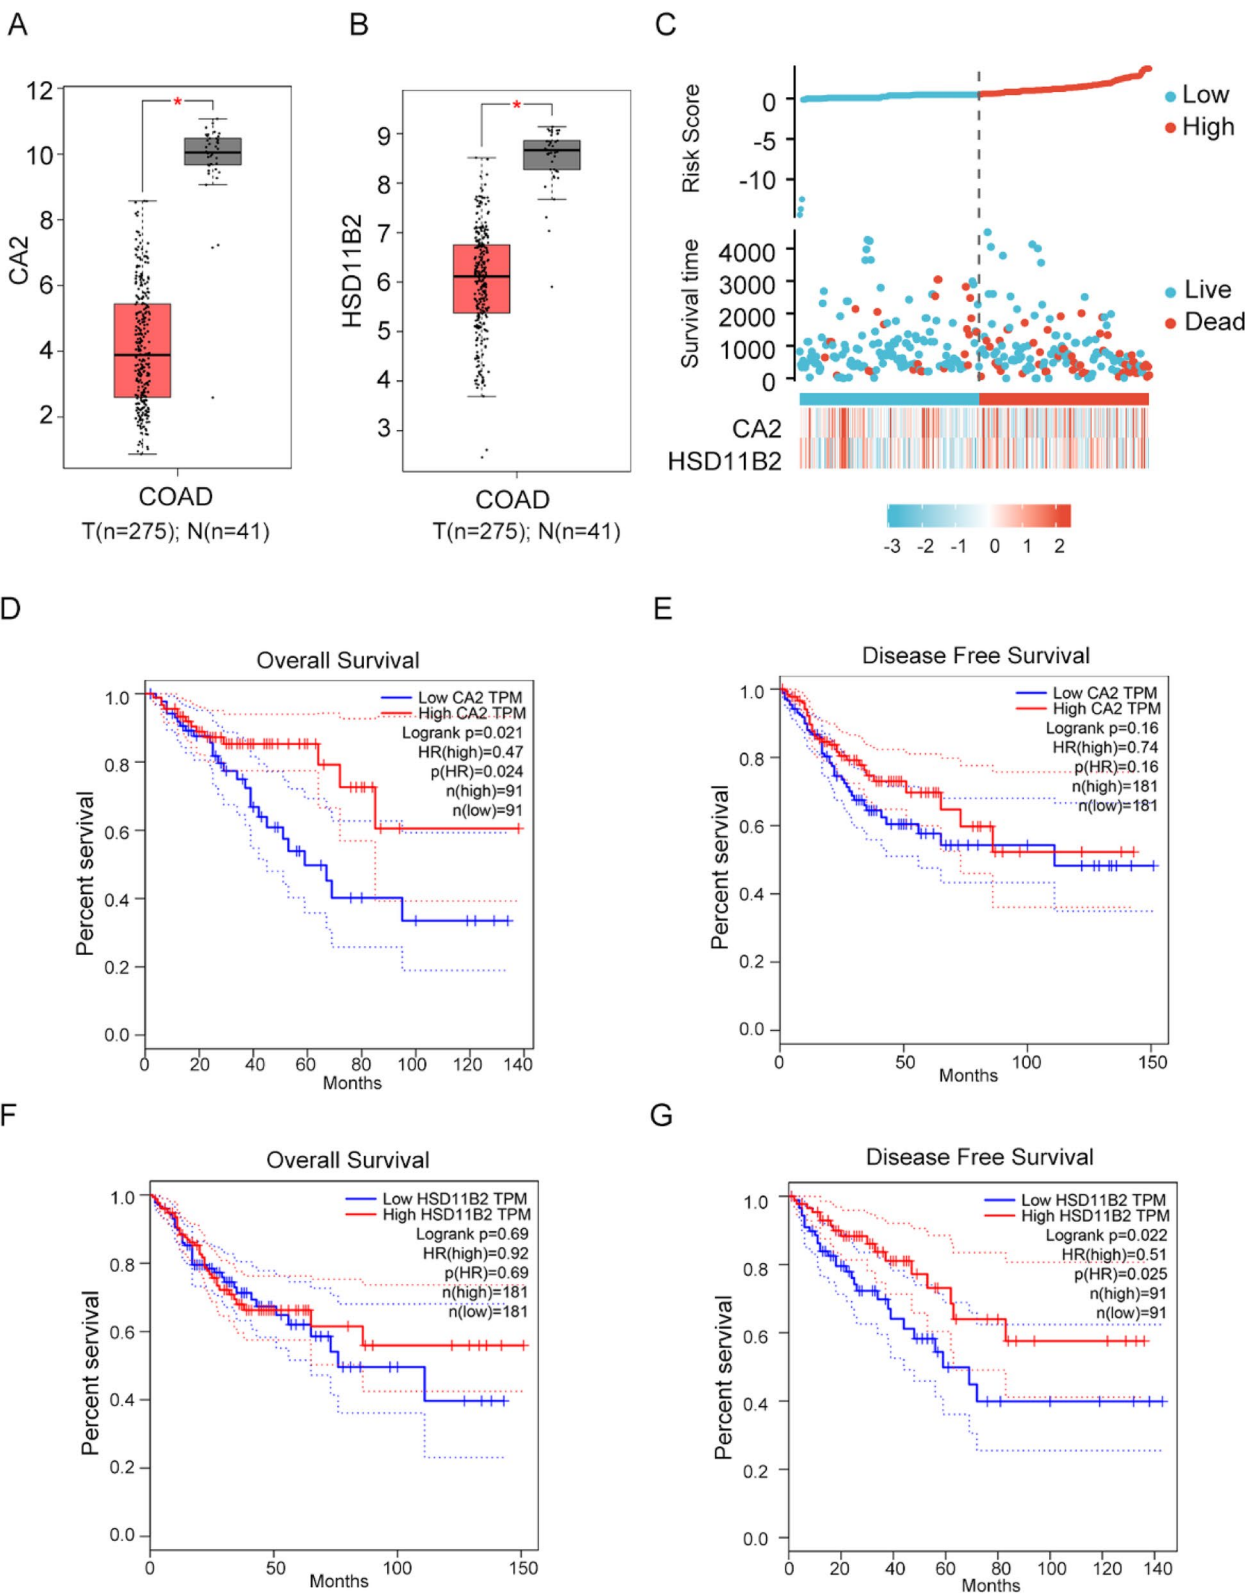 A
B
C
CA2
12
10
8
6
4
2
*
COAD
T(n=275); N(n=41)
HSD11B2
9
8
7
6
5
4
3
*
COAD
T(n=275); N(n=41)
Risk Score
0
-5
-10
Low
High
Survival time
4000
3000
2000
1000
0
Live
Dead
CA2
HSD11B2
-3 -2 -1 0 1 2
D
Overall Survival
Low CA2 TPM
High CA2 TPM
Logrank p=0.021
HR(high)=0.47
p(HR)=0.024
n(high)=91
n(low)=91
Percent servival
1.0
0.8
0.6
0.4
0.2
0.0
0 20 40 60 80 100 120 140
Months
E
Disease Free Survival
Low CA2 TPM
High CA2 TPM
Logrank p=0.16
HR(high)=0.74
p(HR)=0.16
n(high)=181
n(low)=181
Percent servival
1.0
0.8
0.6
0.4
0.2
0.0
0 50 100 150
Months
F
Overall Survival
Low HSD11B2 TPM
High HSD11B2 TPM
Logrank p=0.69
HR(high)=0.92
p(HR)=0.69
n(high)=181
n(low)=181
Percent servival
1.0
0.8
0.6
0.4
0.2
0.0
0 50 100 150
Months
G
Disease Free Survival
Low HSD11B2 TPM
High HSD11B2 TPM
Logrank p=0.022
HR(high)=0.51
p(HR)=0.025
n(high)=91
n(low)=91
Percent servival
1.0
0.8
0.6
0.4
0.2
0.0
0 20 40 60 80 100 120 140
Months